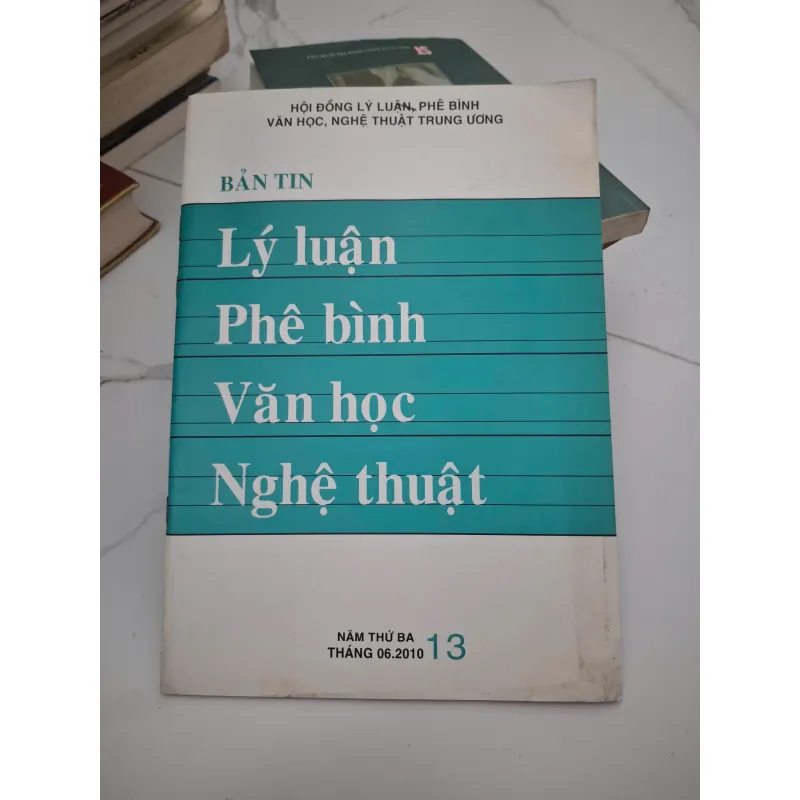 HỘI ĐỒNG LÝ LUẬN, PHÊ BÌNH
VĂN HỌC, NGHỆ THUẬT TRUNG ƯƠNG
BẢN TIN
Lý luận
Phê bình
Văn học
Nghệ thuật
NĂM THỨ BA
THÁNG 06.2010 13